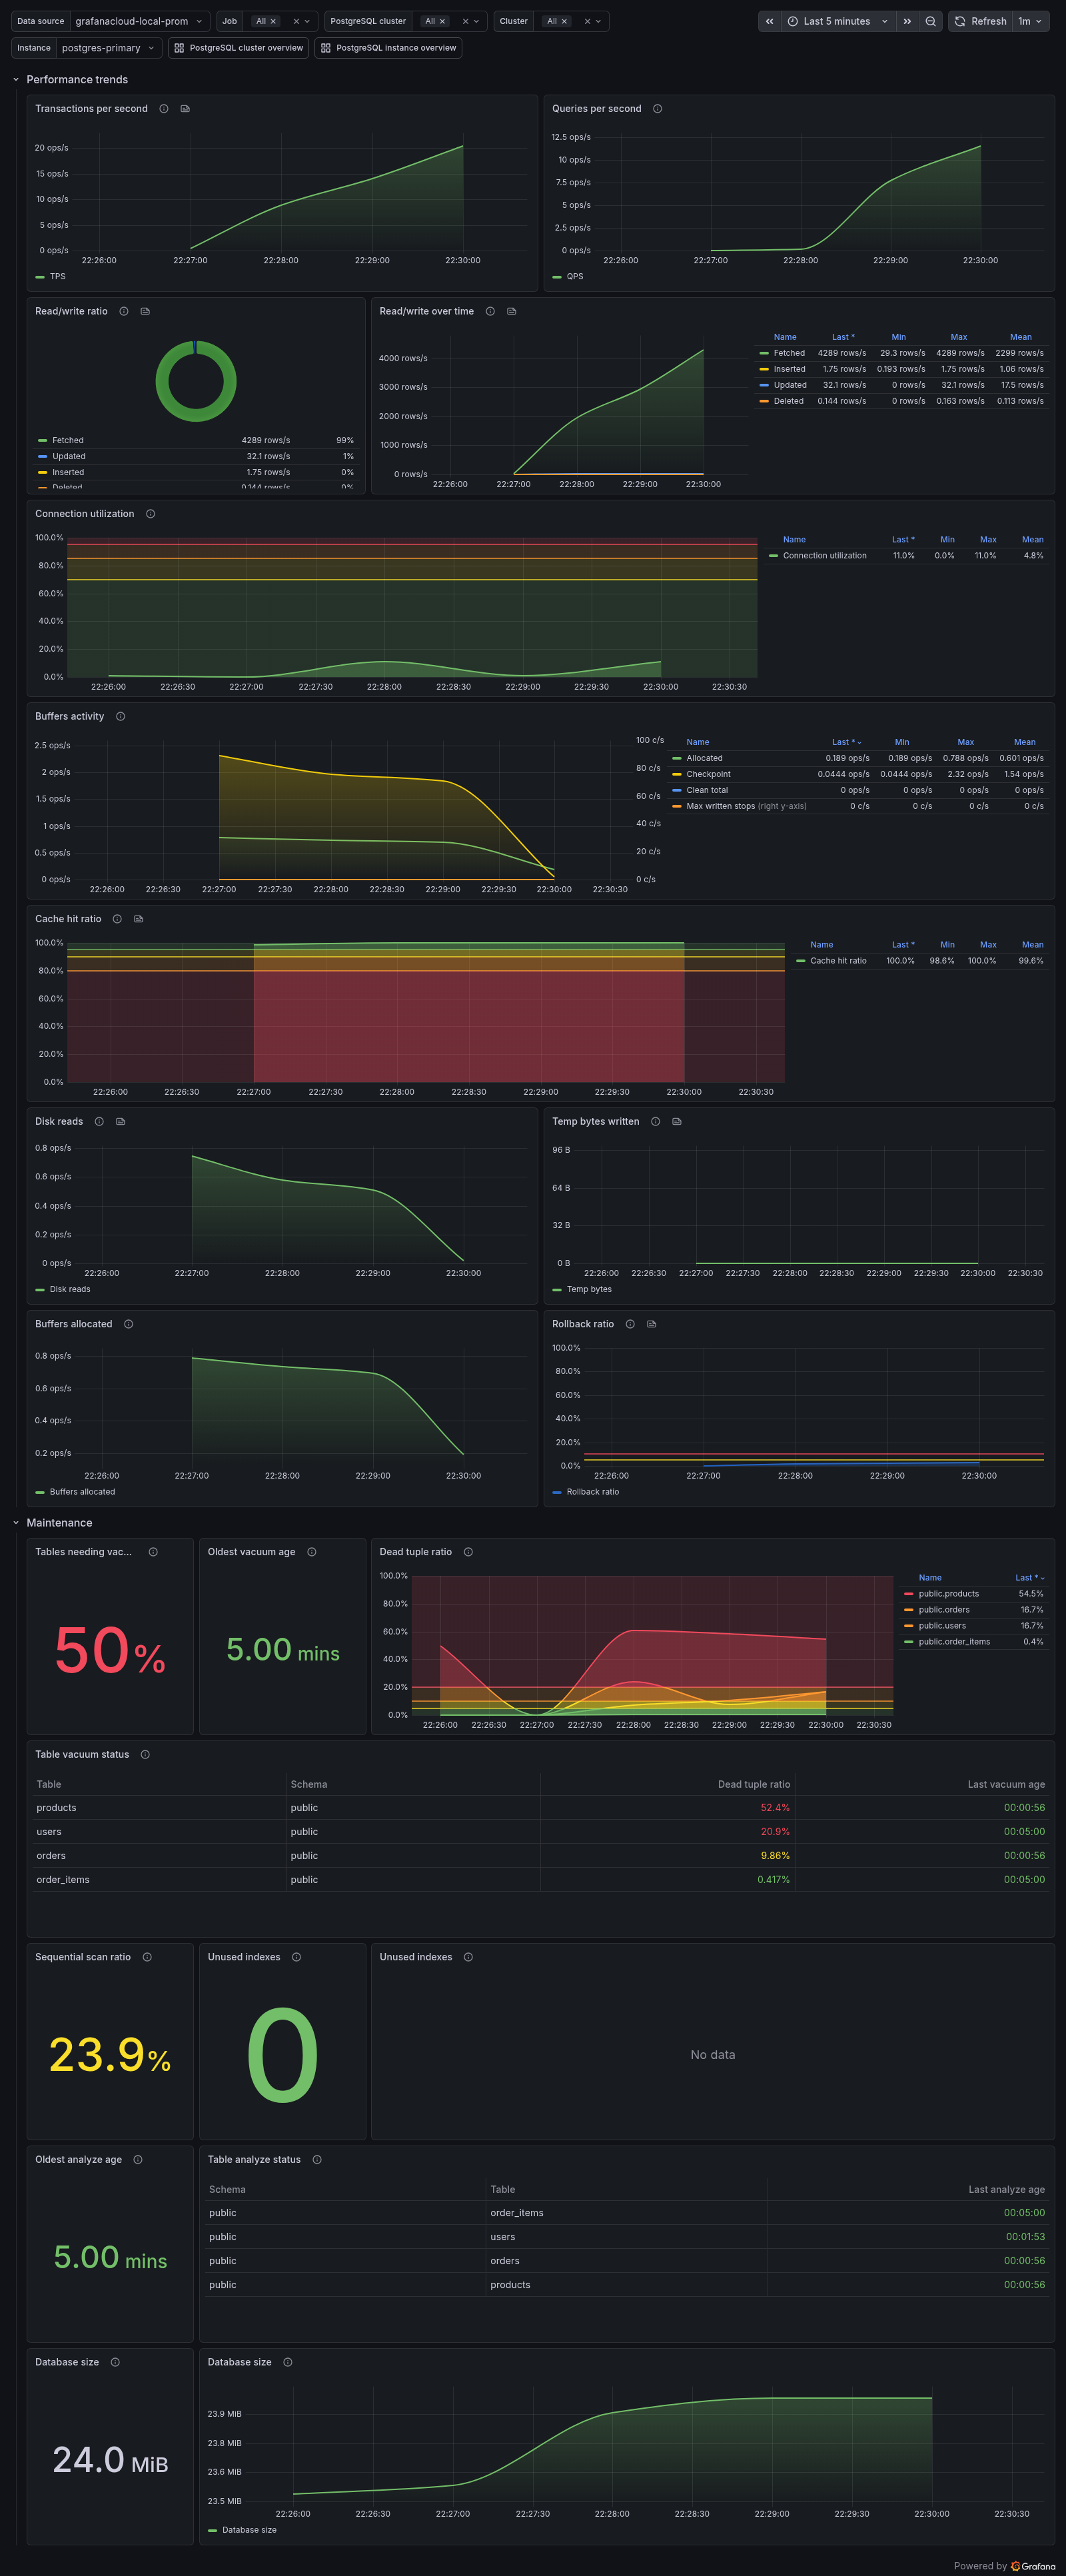 Data source grafanacloud-local-prom Job All PostgreSQL cluster All Cluster All Last 5 minutes Refresh 1m
Instance postgres-primary PostgreSQL cluster overview PostgreSQL instance overview
Performance trends
Transactions per second
20 ops/s
15 ops/s
10 ops/s
5 ops/s
0 ops/s
22:26:00 22:27:00 22:28:00 22:29:00 22:30:00
TPS
Queries per second
12.5 ops/s
10 ops/s
7.5 ops/s
5 ops/s
2.5 ops/s
0 ops/s
22:26:00 22:27:00 22:28:00 22:29:00 22:30:00
QPS
Read/write ratio
Fetched 4289 rows/s 99%
Updated 32.1 rows/s 1%
Inserted 1.75 rows/s 0%
Deleted 0.144 rows/s 0%
Read/write over time
4000 rows/s
3000 rows/s
2000 rows/s
1000 rows/s
0 rows/s
22:26:00 22:27:00 22:28:00 22:29:00 22:30:00
Name Last * Min Max Mean
Fetched 4289 rows/s 29.3 rows/s 4289 rows/s 2299 rows/s
Inserted 1.75 rows/s 0.193 rows/s 1.75 rows/s 1.06 rows/s
Updated 32.1 rows/s 0 rows/s 32.1 rows/s 17.5 rows/s
Deleted 0.144 rows/s 0 rows/s 0.163 rows/s 0.113 rows/s
Connection utilization
100.0%
80.0%
60.0%
40.0%
20.0%
0.0%
22:26:00 22:26:30 22:27:00 22:27:30 22:28:00 22:28:30 22:29:00 22:29:30 22:30:00 22:30:30
Name Last * Min Max Mean
Connection utilization 11.0% 0.0% 11.0% 4.8%
Buffers activity
2.5 ops/s
2 ops/s
1.5 ops/s
1 ops/s
0.5 ops/s
0 ops/s
100 c/s
80 c/s
60 c/s
40 c/s
20 c/s
0 c/s
22:26:00 22:26:30 22:27:00 22:27:30 22:28:00 22:28:30 22:29:00 22:29:30 22:30:00 22:30:30
Name Last * Min Max Mean
Allocated 0.189 ops/s 0.189 ops/s 0.788 ops/s 0.601 ops/s
Checkpoint 0.0444 ops/s 0.0444 ops/s 2.32 ops/s 1.54 ops/s
Clean total 0 ops/s 0 ops/s 0 ops/s 0 ops/s
Max written stops (right y-axis) 0 c/s 0 c/s 0 c/s 0 c/s
Cache hit ratio
100.0%
80.0%
60.0%
40.0%
20.0%
0.0%
22:26:00 22:26:30 22:27:00 22:27:30 22:28:00 22:28:30 22:29:00 22:29:30 22:30:00 22:30:30
Name Last * Min Max Mean
Cache hit ratio 100.0% 98.6% 100.0% 99.6%
Disk reads
0.8 ops/s
0.6 ops/s
0.4 ops/s
0.2 ops/s
0 ops/s
22:26:00 22:27:00 22:28:00 22:29:00 22:30:00
Disk reads
Temp bytes written
96 B
64 B
32 B
0 B
22:26:00 22:26:30 22:27:00 22:27:30 22:28:00 22:28:30 22:29:00 22:29:30 22:30:00 22:30:30
Temp bytes
Buffers allocated
0.8 ops/s
0.6 ops/s
0.4 ops/s
0.2 ops/s
22:26:00 22:27:00 22:28:00 22:29:00 22:30:00
Buffers allocated
Rollback ratio
100.0%
80.0%
60.0%
40.0%
20.0%
0.0%
22:26:00 22:27:00 22:28:00 22:29:00 22:30:00
Rollback ratio
Maintenance
Tables needing vac...
50%
Oldest vacuum age
5.00 mins
Dead tuple ratio
100.0%
80.0%
60.0%
40.0%
20.0%
0.0%
22:26:00 22:26:30 22:27:00 22:27:30 22:28:00 22:28:30 22:29:00 22:29:30 22:30:00 22:30:30
Name Last *
public.products 54.5%
public.orders 16.7%
public.users 16.7%
public.order_items 0.4%
Table vacuum status
Table Schema Dead tuple ratio Last vacuum age
products public 52.4% 00:00:56
users public 20.9% 00:05:00
orders public 9.86% 00:00:56
order_items public 0.417% 00:05:00
Sequential scan ratio
23.9%
Unused indexes
0
Unused indexes
No data
Oldest analyze age
5.00 mins
Table analyze status
Schema Table Last analyze age
public order_items 00:05:00
public users 00:01:53
public orders 00:00:56
public products 00:00:56
Database size
24.0 MiB
Database size
23.9 MiB
23.8 MiB
23.6 MiB
23.5 MiB
22:26:00 22:26:30 22:27:00 22:27:30 22:28:00 22:28:30 22:29:00 22:29:30 22:30:00 22:30:30
Database size
Powered by Grafana